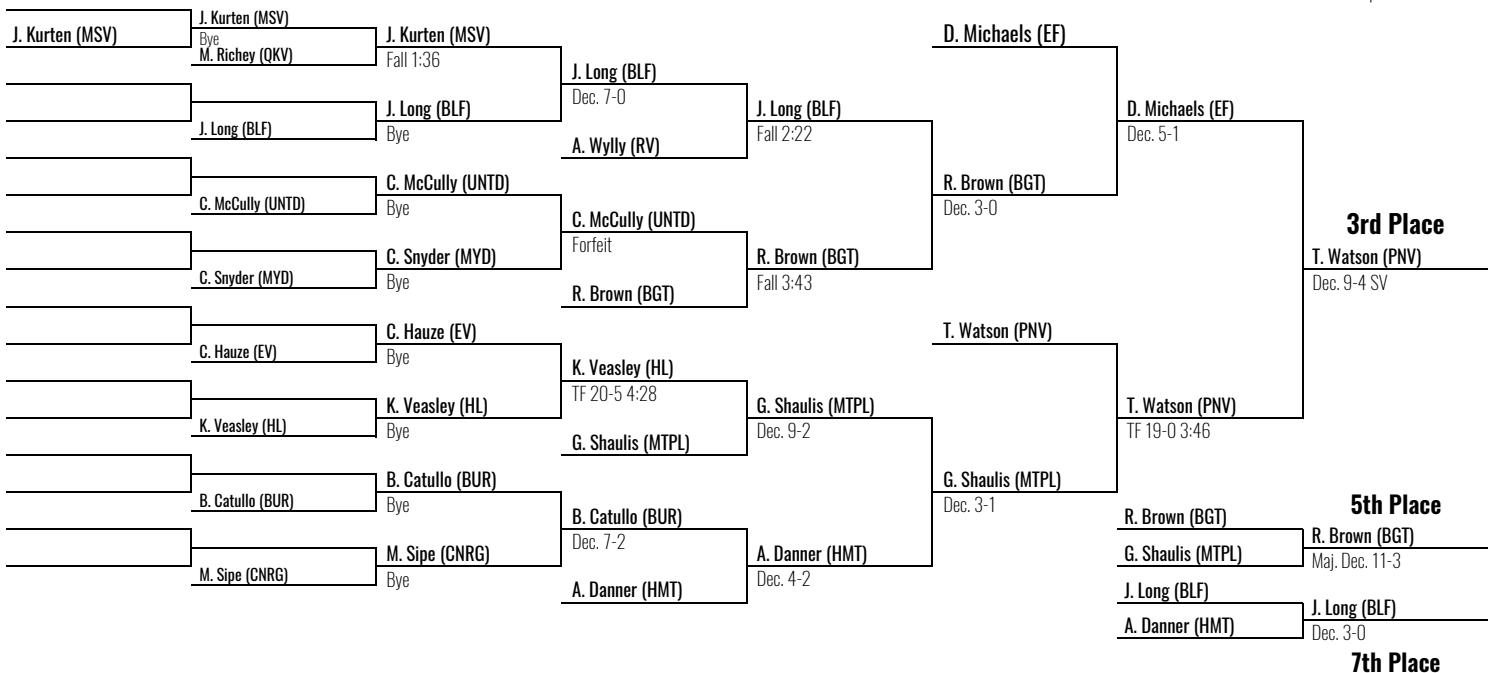 J. Kurten (MSV)
J. Kurten (MSV)
Bye
M. Richey (QKV)
J. Long (BLF)
C. McCully (UNTD)
C. Snyder (MYD)
C. Hauze (EV)
K. Veasley (HL)
B. Catullo (BUR)
M. Sipe (CNRG)
J. Kurten (MSV)
Fall 1:36
J. Long (BLF)
Bye
C. McCully (UNTD)
Bye
C. Snyder (MYD)
Bye
C. Hauze (EV)
Bye
K. Veasley (HL)
Bye
B. Catullo (BUR)
Bye
M. Sipe (CNRG)
Bye
J. Long (BLF)
Dec. 7-0
A. Wylly (RV)
C. McCully (UNTD)
Forfeit
R. Brown (BGT)
K. Veasley (HL)
TF 20-5 4:28
G. Shaulis (MTPL)
B. Catullo (BUR)
Dec. 7-2
A. Danner (HMT)
J. Long (BLF)
Fall 2:22
R. Brown (BGT)
Fall 3:43
G. Shaulis (MTPL)
Dec. 9-2
A. Danner (HMT)
Dec. 4-2
D. Michaels (EF)
R. Brown (BGT)
Dec. 3-0
T. Watson (PNV)
G. Shaulis (MTPL)
Dec. 3-1
D. Michaels (EF)
Dec. 5-1
T. Watson (PNV)
TF 19-0 3:46
3rd Place
T. Watson (PNV)
Dec. 9-4 SV
5th Place
R. Brown (BGT)
G. Shaulis (MTPL)
R. Brown (BGT)
Maj. Dec. 11-3
J. Long (BLF)
A. Danner (HMT)
J. Long (BLF)
Dec. 3-0
7th Place